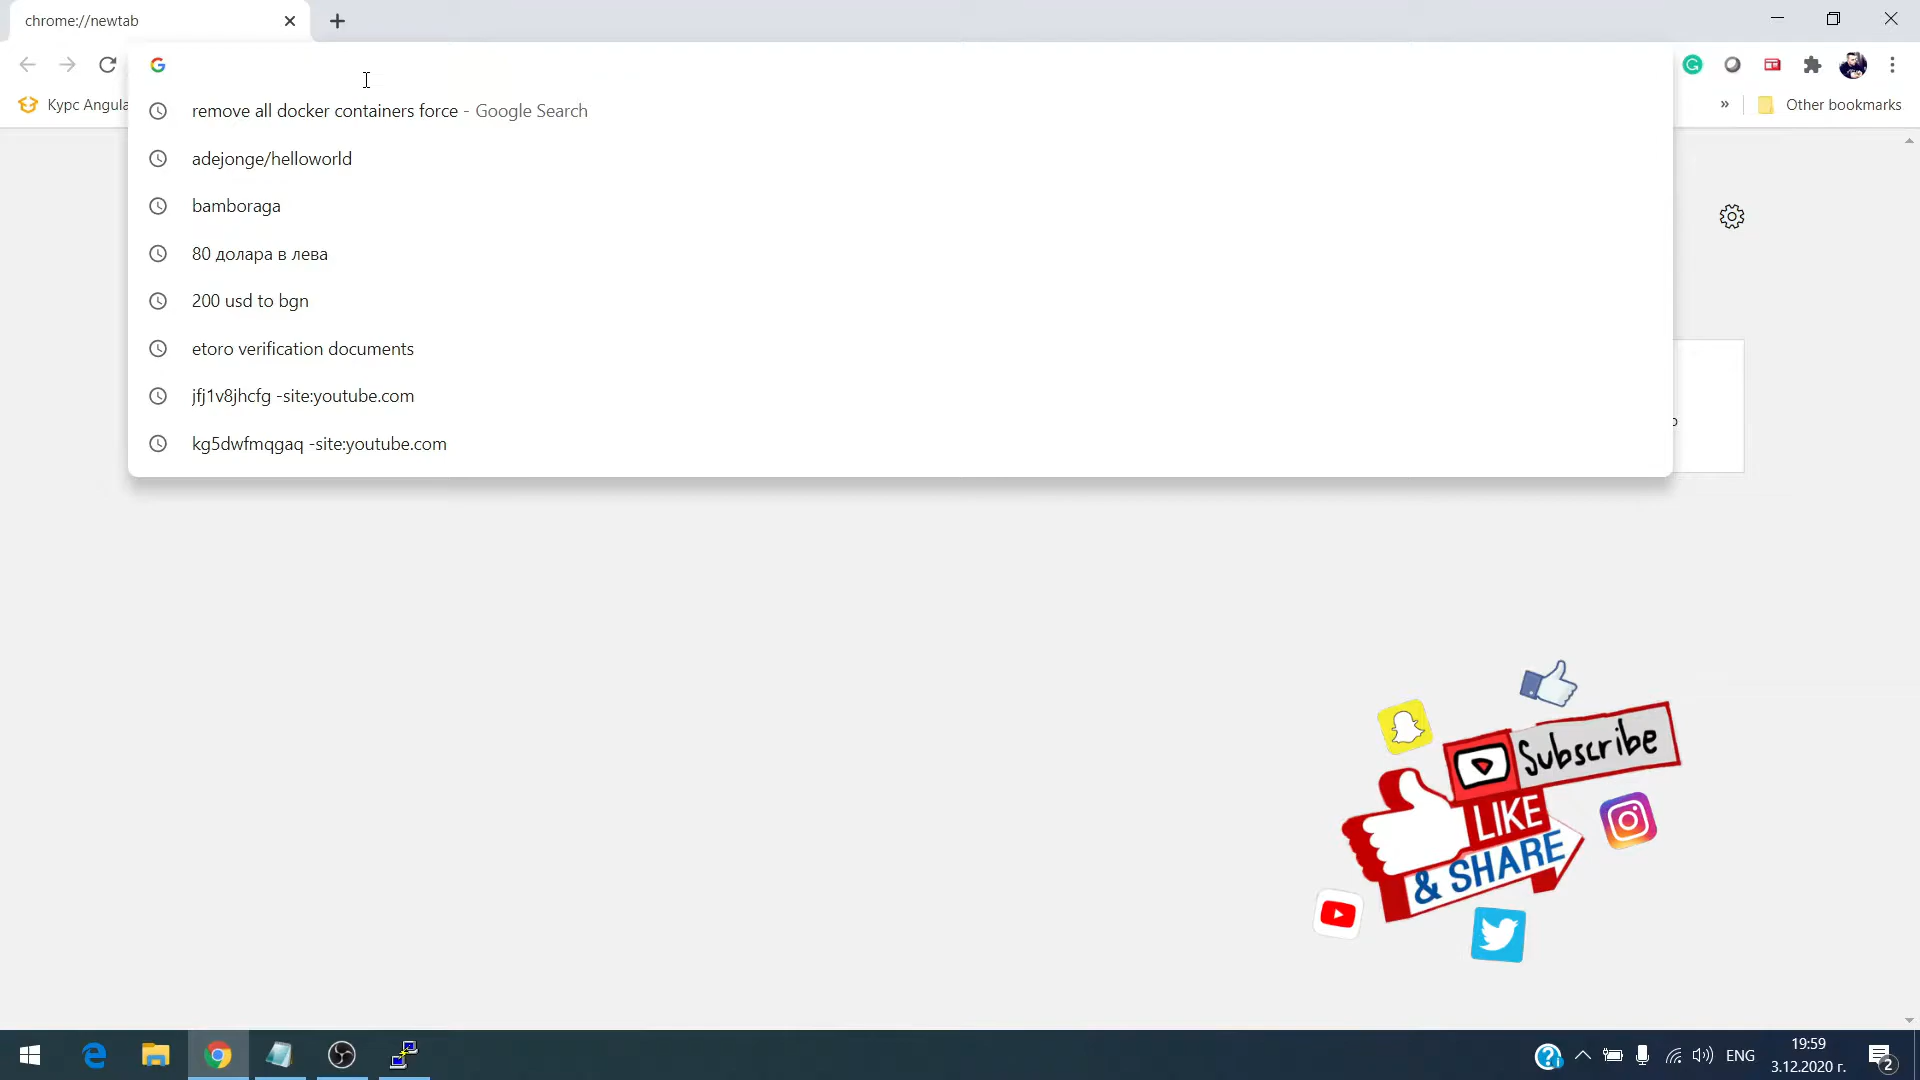 chrome://newtab
Курс Angula
»
Other bookmarks
remove all docker containers force - Google Search
adejonge/helloworld
bamboraga
80 долара в лева
200 usd to bgn
etoro verification documents
jfj1v8jhcfg -site:youtube.com
kg5dwfmqgaq -site:youtube.com
Subscribe
LIKE
& SHARE
ENG
19:59
3.12.2020 г.
2